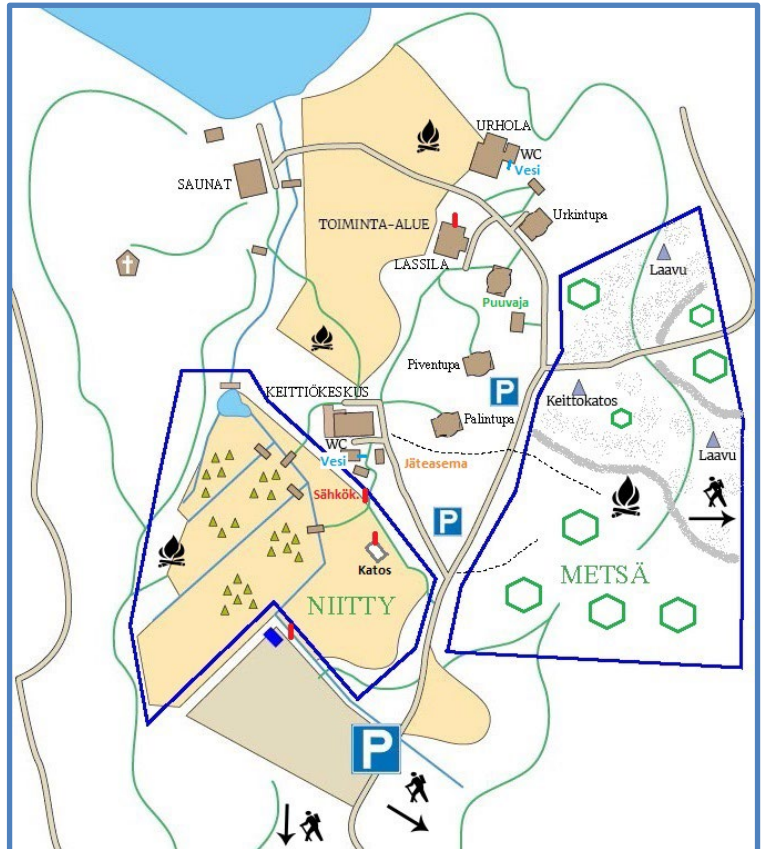 URHOLA
WC
Vesi
SAUNAT
TOIMINTA-ALUE
Urkintupa
LASSILA
Laavu
Puuvaja
Piventupa
P
KEITTIÖKESKUS
Keittokatos
Palintupa
WC
Vesi
Jäteasema
Laavu
Sähkök.
P
Katos
METSÄ
NIITTY
P